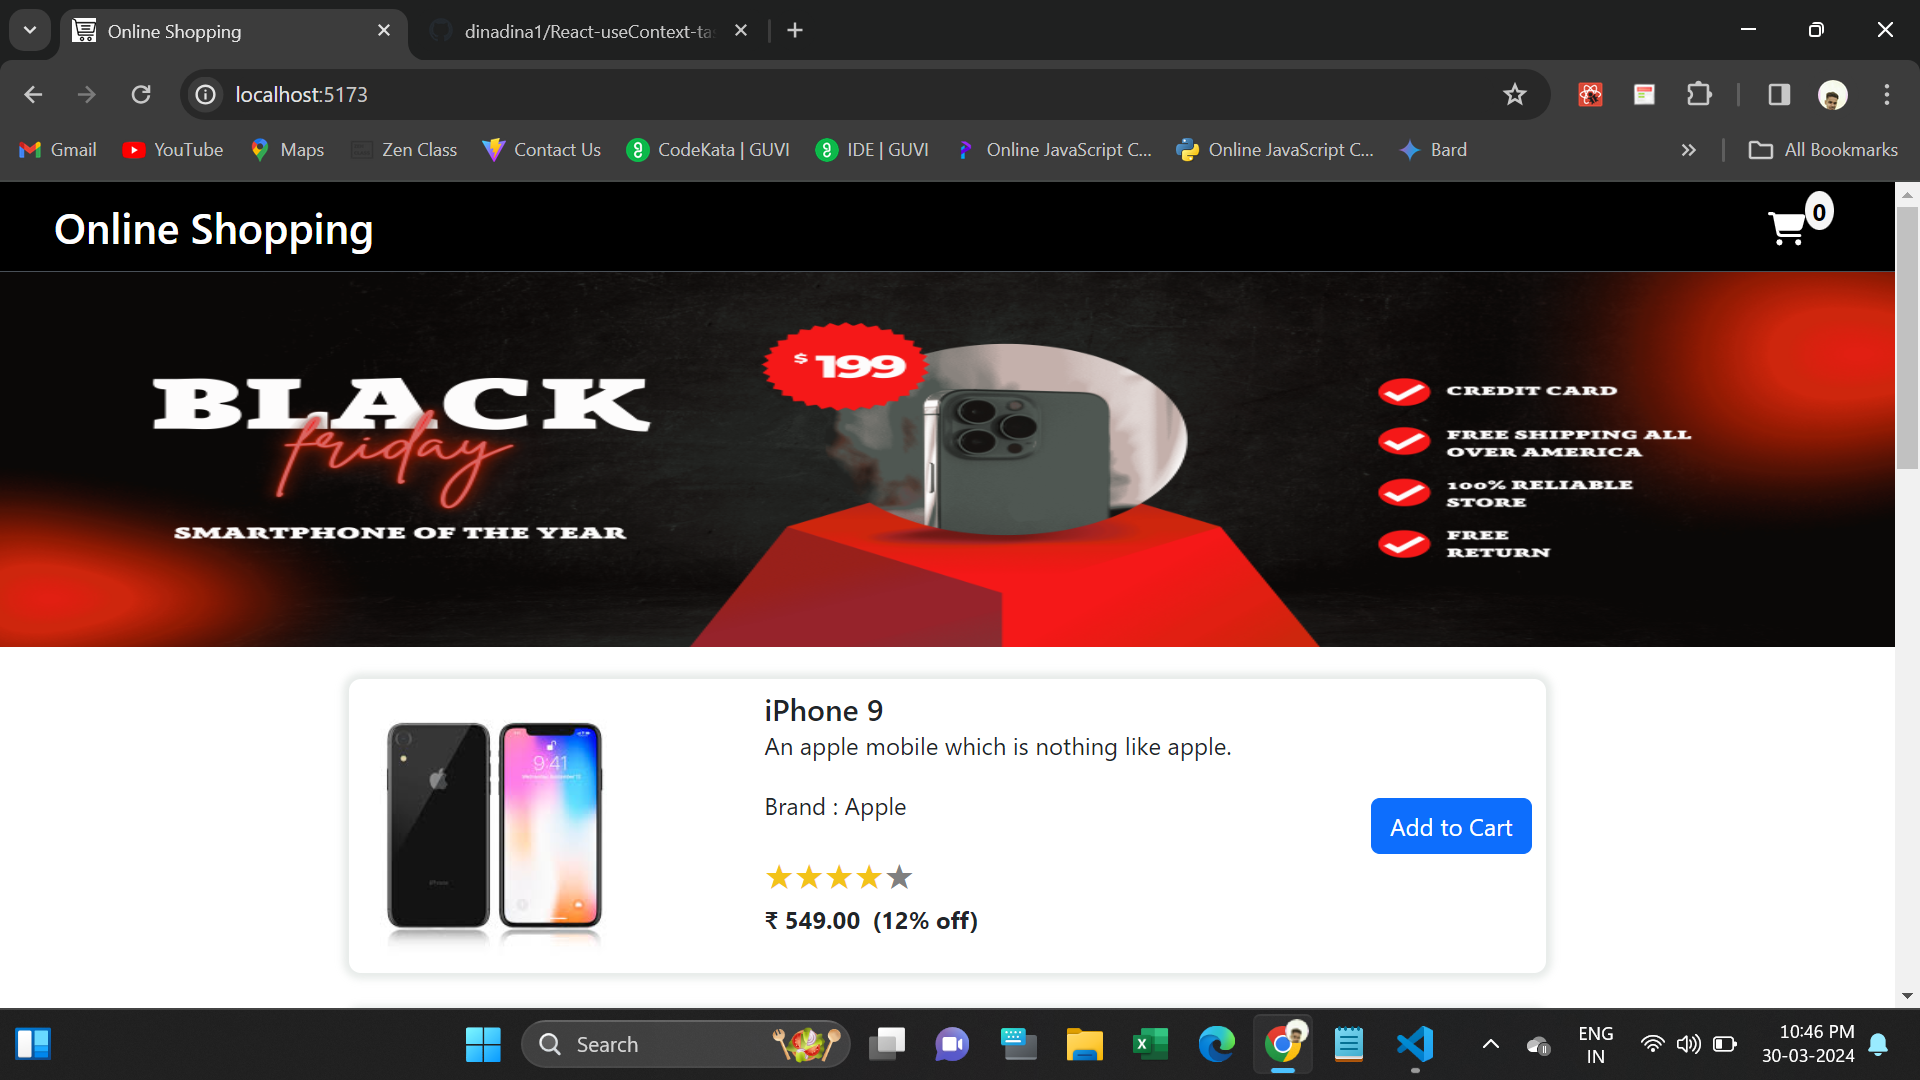 Online Shopping
dinadina1/React-useContext-ta
localhost:5173
Gmail
YouTube
Maps
Zen Class
Contact Us
CodeKata | GUVI
IDE | GUVI
Online JavaScript C...
Online JavaScript C...
Bard
All Bookmarks
Online Shopping
0
BLACK
friday
SMARTPHONE OF THE YEAR
$ 199
CREDIT CARD
FREE SHIPPING ALL
OVER AMERICA
100% RELIABLE
STORE
FREE
RETURN
9:41
iPhone 9
An apple mobile which is nothing like apple.
Brand : Apple
₹ 549.00 (12% off)
Add to Cart
Search
ENG
IN
10:46 PM
30-03-2024